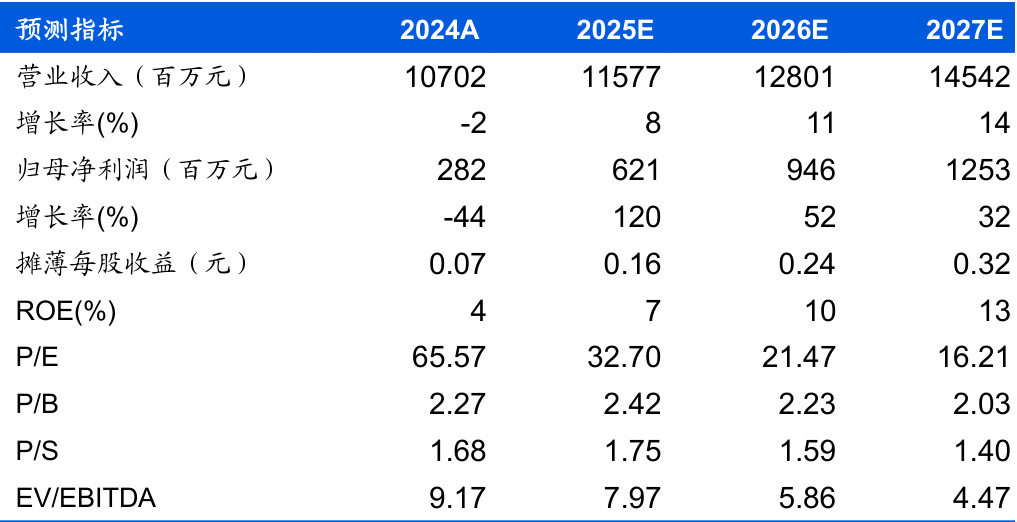 预测指标 2024A 2025E 2026E 2027E
营业收入（百万元） 10702 11577 12801 14542
增长率(%) -2 8 11 14
归母净利润（百万元） 282 621 946 1253
增长率(%) -44 120 52 32
摊薄每股收益（元） 0.07 0.16 0.24 0.32
ROE(%) 4 7 10 13
P/E 65.57 32.70 21.47 16.21
P/B 2.27 2.42 2.23 2.03
P/S 1.68 1.75 1.59 1.40
EV/EBITDA 9.17 7.97 5.86 4.47